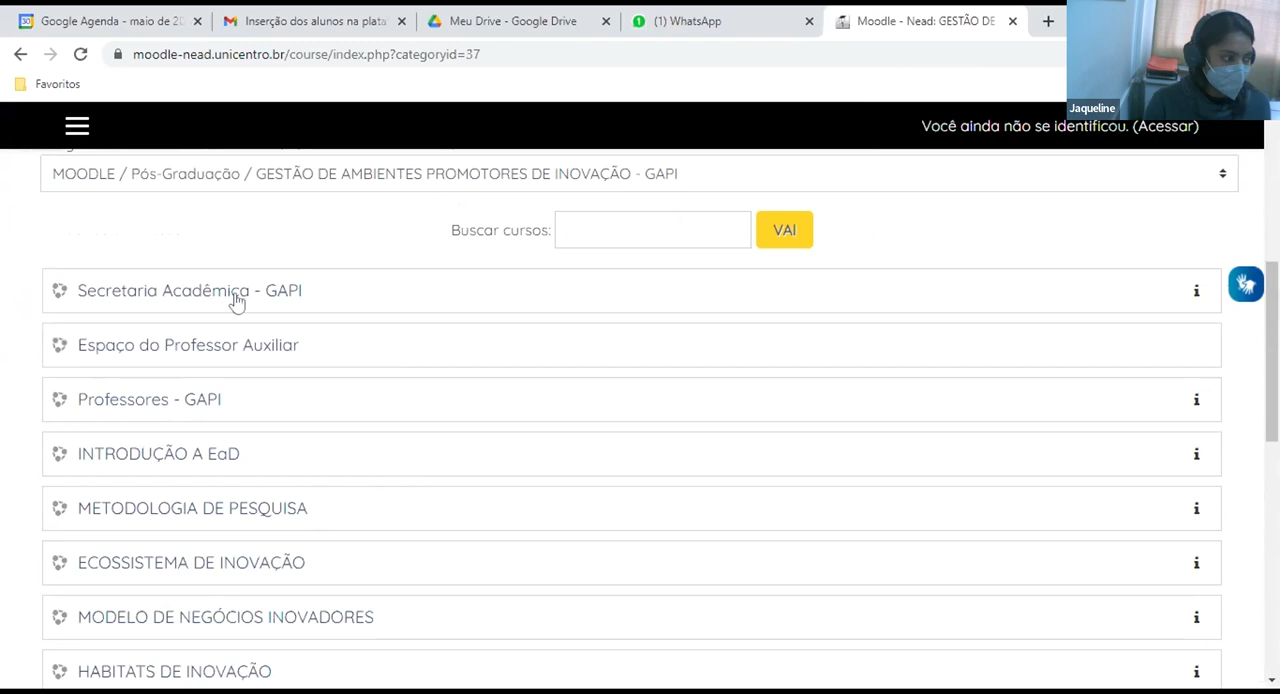 Google Agenda - maio de 20
Inserção dos alunos na plata
Meu Drive - Google Drive
(1) WhatsApp
Moodle - Nead: GESTÃO DE
moodle-nead.unicentro.br/course/index.php?categoryid=37
Favoritos
Jaqueline
Você ainda não se identificou. (Acessar)
MOODLE / Pós-Graduação / GESTÃO DE AMBIENTES PROMOTORES DE INOVAÇÃO - GAPI
Buscar cursos: VAI
Secretaria Acadêmica - GAPI
Espaço do Professor Auxiliar
Professores - GAPI
INTRODUÇÃO A EaD
METODOLOGIA DE PESQUISA
ECOSSISTEMA DE INOVAÇÃO
MODELO DE NEGÓCIOS INOVADORES
HABITATS DE INOVAÇÃO